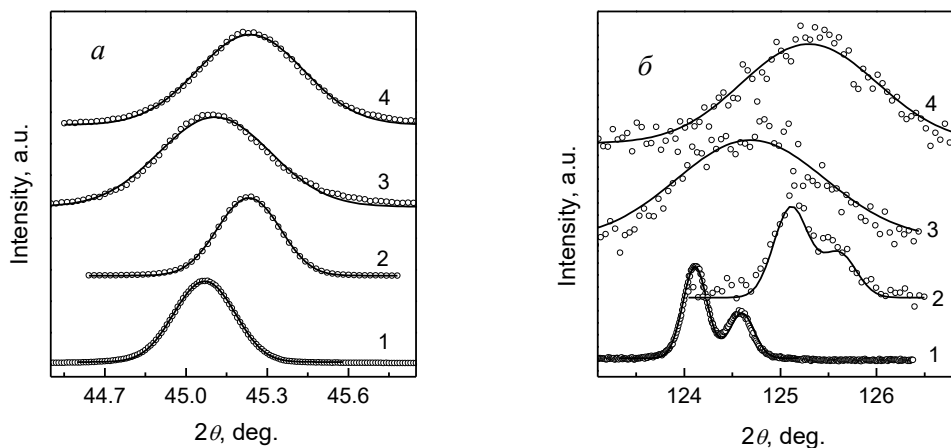 а
4
3
2
1
44.7 45.0 45.3 45.6
2θ, deg.
Intensity, a.u.
б
4
3
2
1
124 125 126
2θ, deg.
Intensity, a.u.